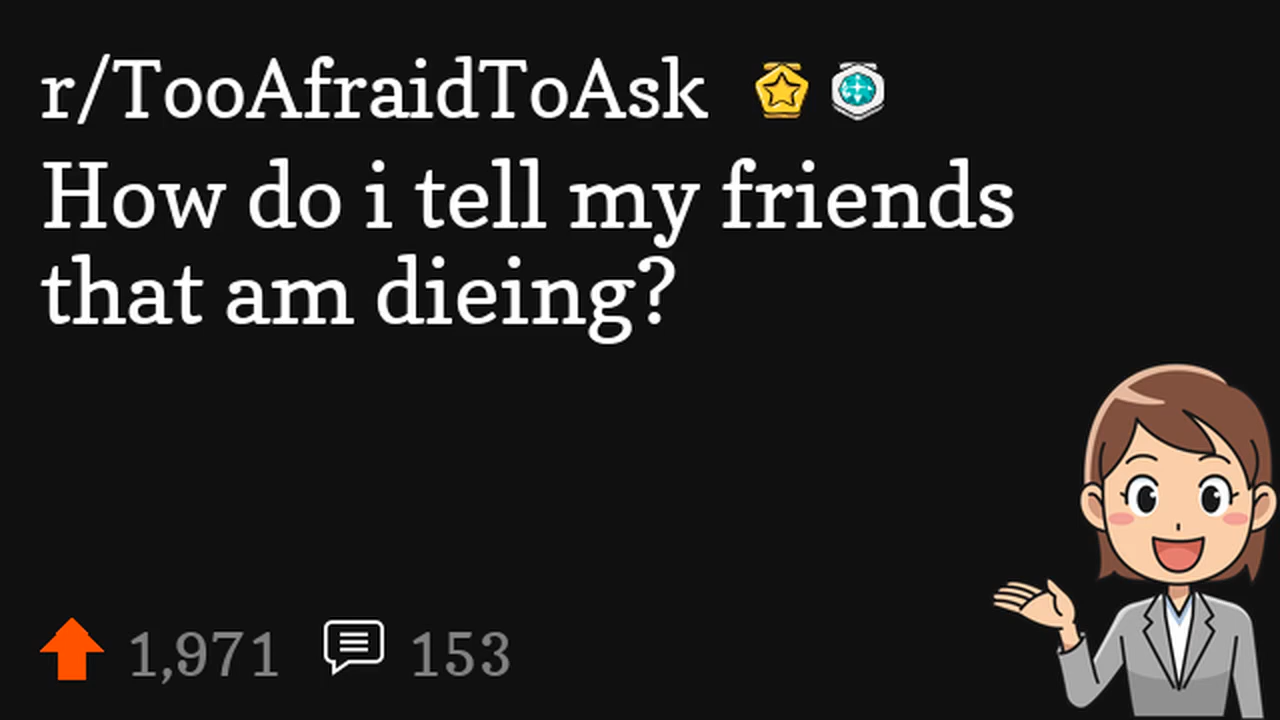 r/TooAfraidToAsk
How do i tell my friends
that am dieing?
1,971 153